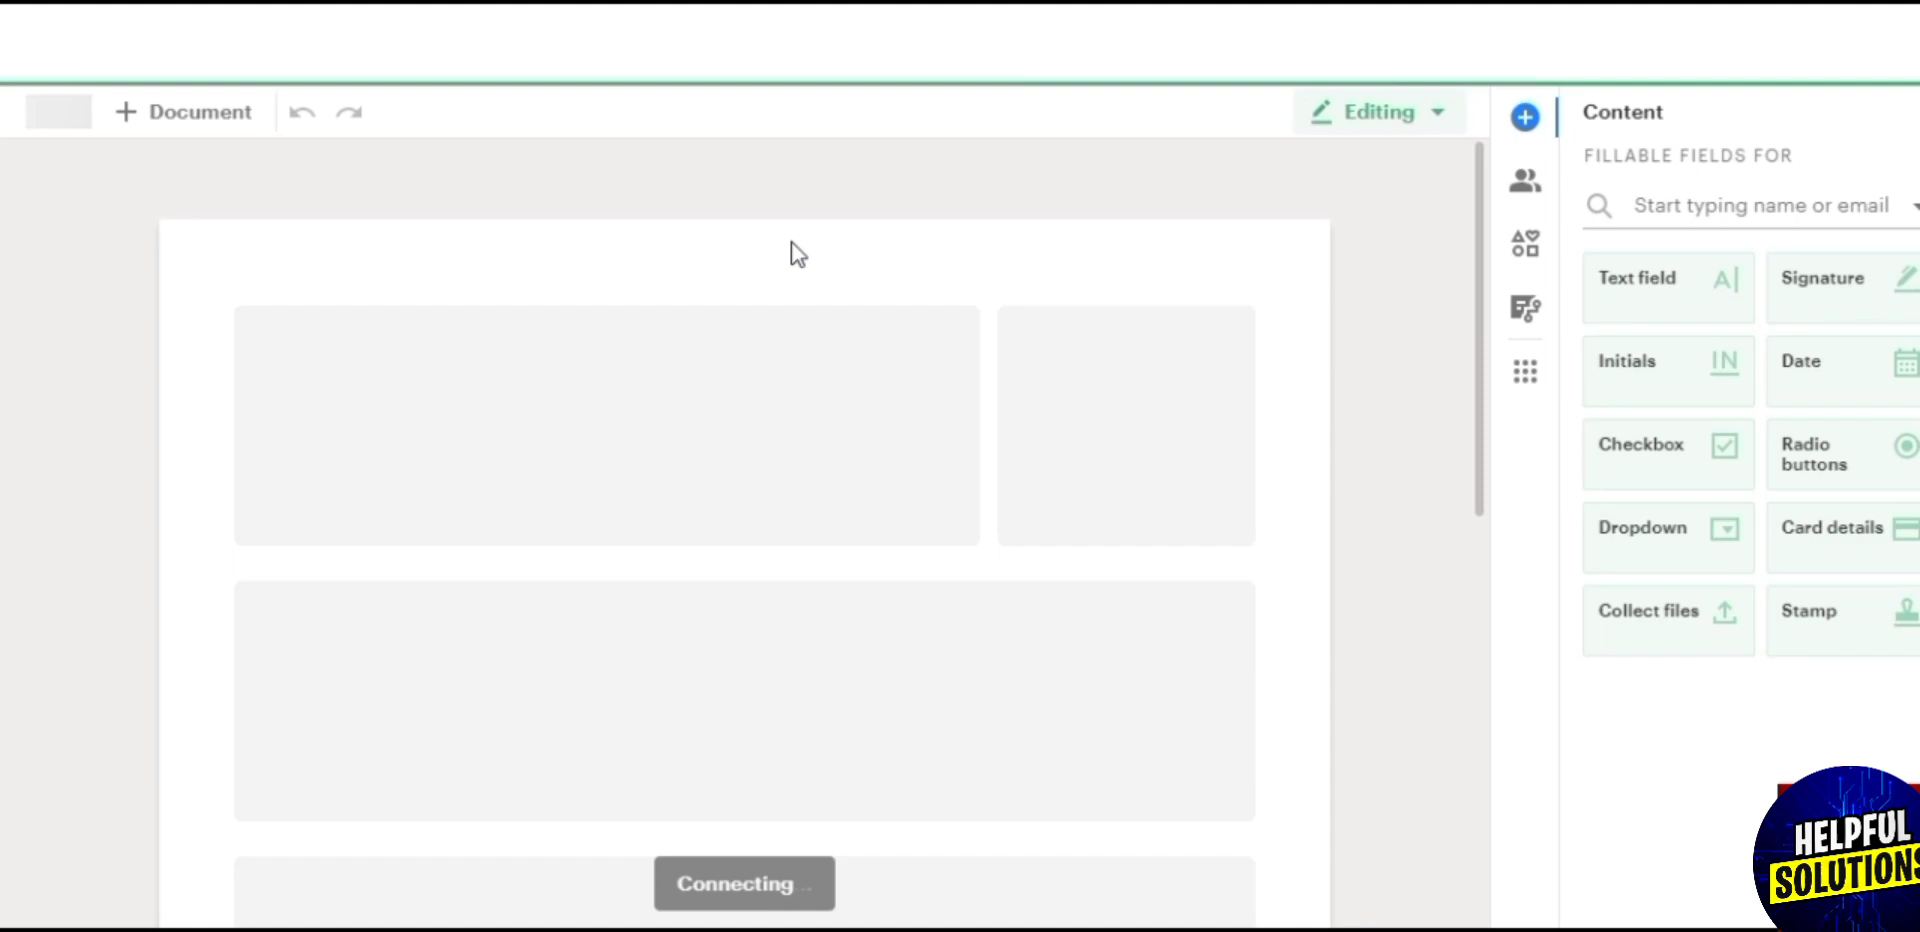 Document
Editing
Content
FILLABLE FIELDS FOR
Start typing name or email
Text field
Signature
Initials
IN
Date
Checkbox
Radio
buttons
Dropdown
Card details
Collect files
Stamp
Connecting...
HELPFUL
SOLUTIONS